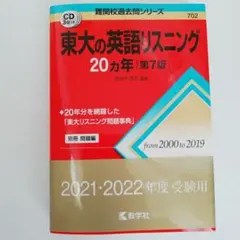 難関校過去問シリーズ
702
CD
東大の英語リスニング
20カ年［第7版］
20年分を網羅した
「東大リスニング問題事典」
別冊 問題編
from 2000 to 2019
2021・2022年度 受験用
教学社